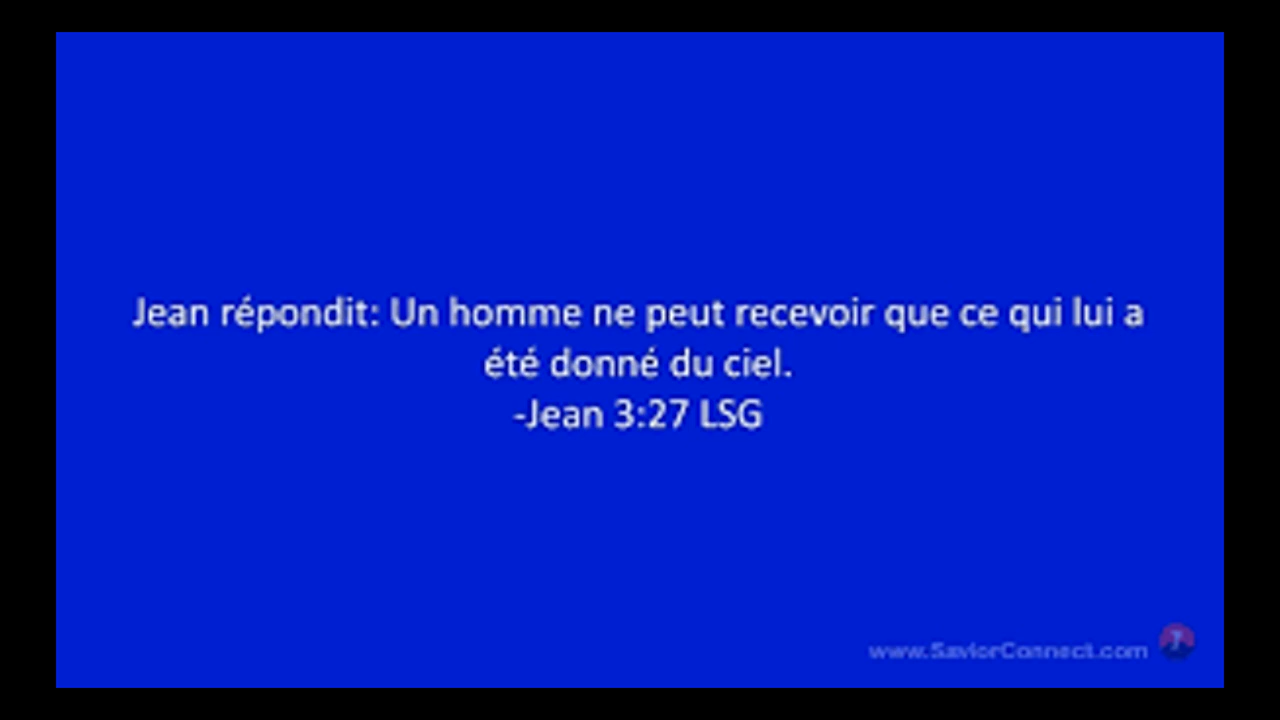 Jean répondit: Un homme ne peut recevoir que ce qui lui a
été donné du ciel.
-Jean 3:27 LSG
www.SaviorConnect.com